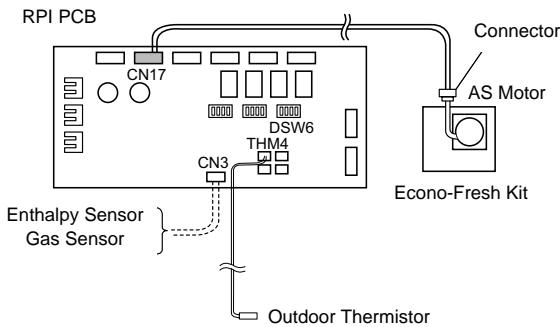 RPI PCB
Connector
CN17
AS Motor
DSW6
THM4
CN3
Econo-Fresh Kit
Enthalpy Sensor
Gas Sensor
Outdoor Thermistor